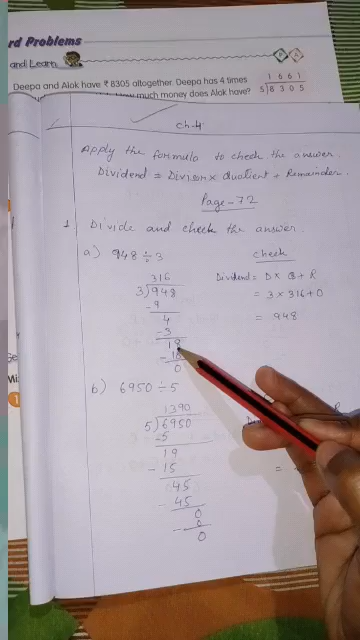 rd Problems
and Learn
Deepa and Alok have ₹ 8305 altogether. Deepa has 4 times
much money does Alok have?
1 6 6 1
5)8 3 0 5
Ch-4
Apply the formula to check the answer.
Dividend = Divisor × Quotient + Remainder.
Page-72
1 Divide and check the answer.
a) 948 ÷ 3
check
316
3)948
-9
4
-3
18
-18
0
Dividend = D × Q + R
= 3 × 316 + 0
= 948
b) 6950 ÷ 5
1390
5)6950
-5
19
-15
45
-45
0
-0
0
R
=